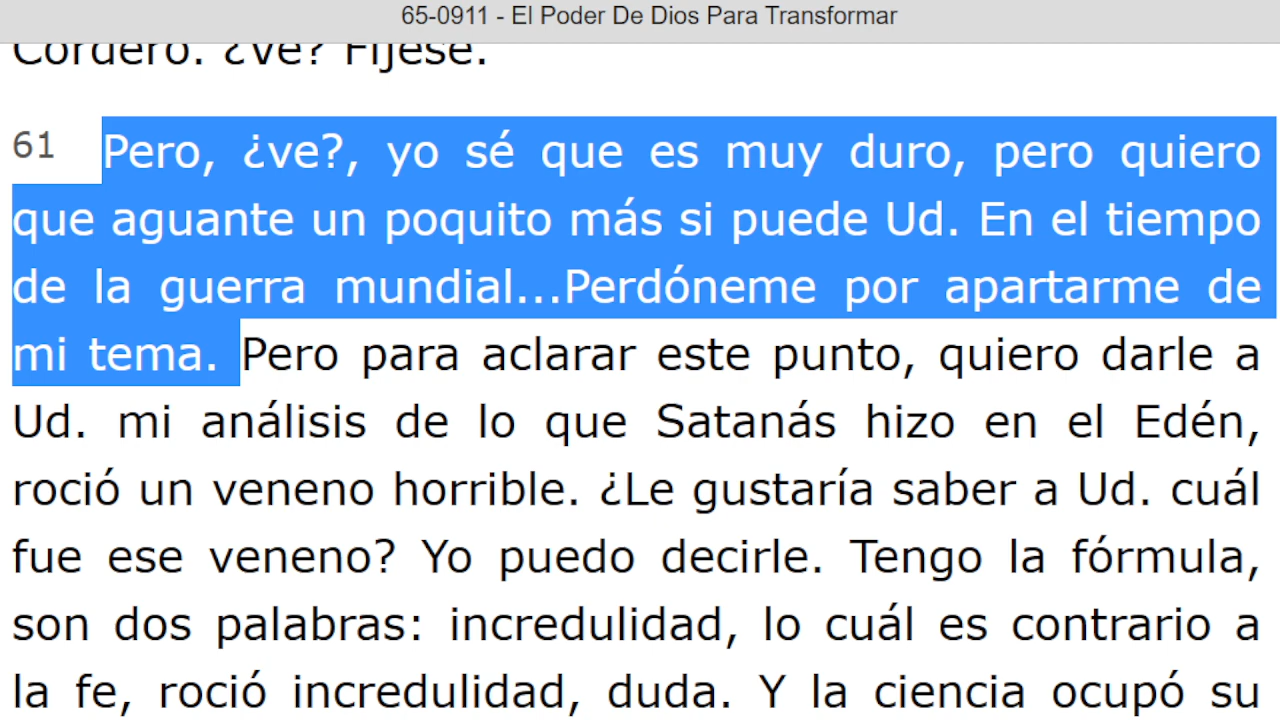 65-0911 - El Poder De Dios Para Transformar
Cordero. ¿ve? Fíjese.
61 Pero, ¿ve?, yo sé que es muy duro, pero quiero
que aguante un poquito más si puede Ud. En el tiempo
de la guerra mundial...Perdóneme por apartarme de
mi tema. Pero para aclarar este punto, quiero darle a
Ud. mi análisis de lo que Satanás hizo en el Edén,
roció un veneno horrible. ¿Le gustaría saber a Ud. cuál
fue ese veneno? Yo puedo decirle. Tengo la fórmula,
son dos palabras: incredulidad, lo cuál es contrario a
la fe, roció incredulidad, duda. Y la ciencia ocupó su